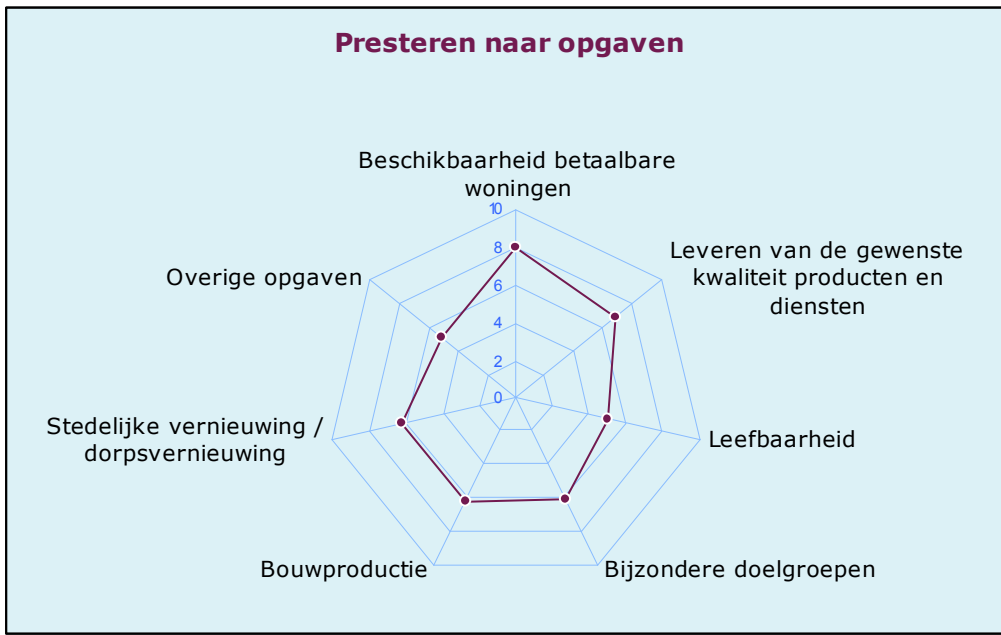 Presteren naar opgaven
Beschikbaarheid betaalbare
woningen
10
8
6
4
2
0
Leveren van de gewenste
kwaliteit producten en
diensten
Leefbaarheid
Bijzondere doelgroepen
Bouwproductie
Stedelijke vernieuwing /
dorpsvernieuwing
Overige opgaven